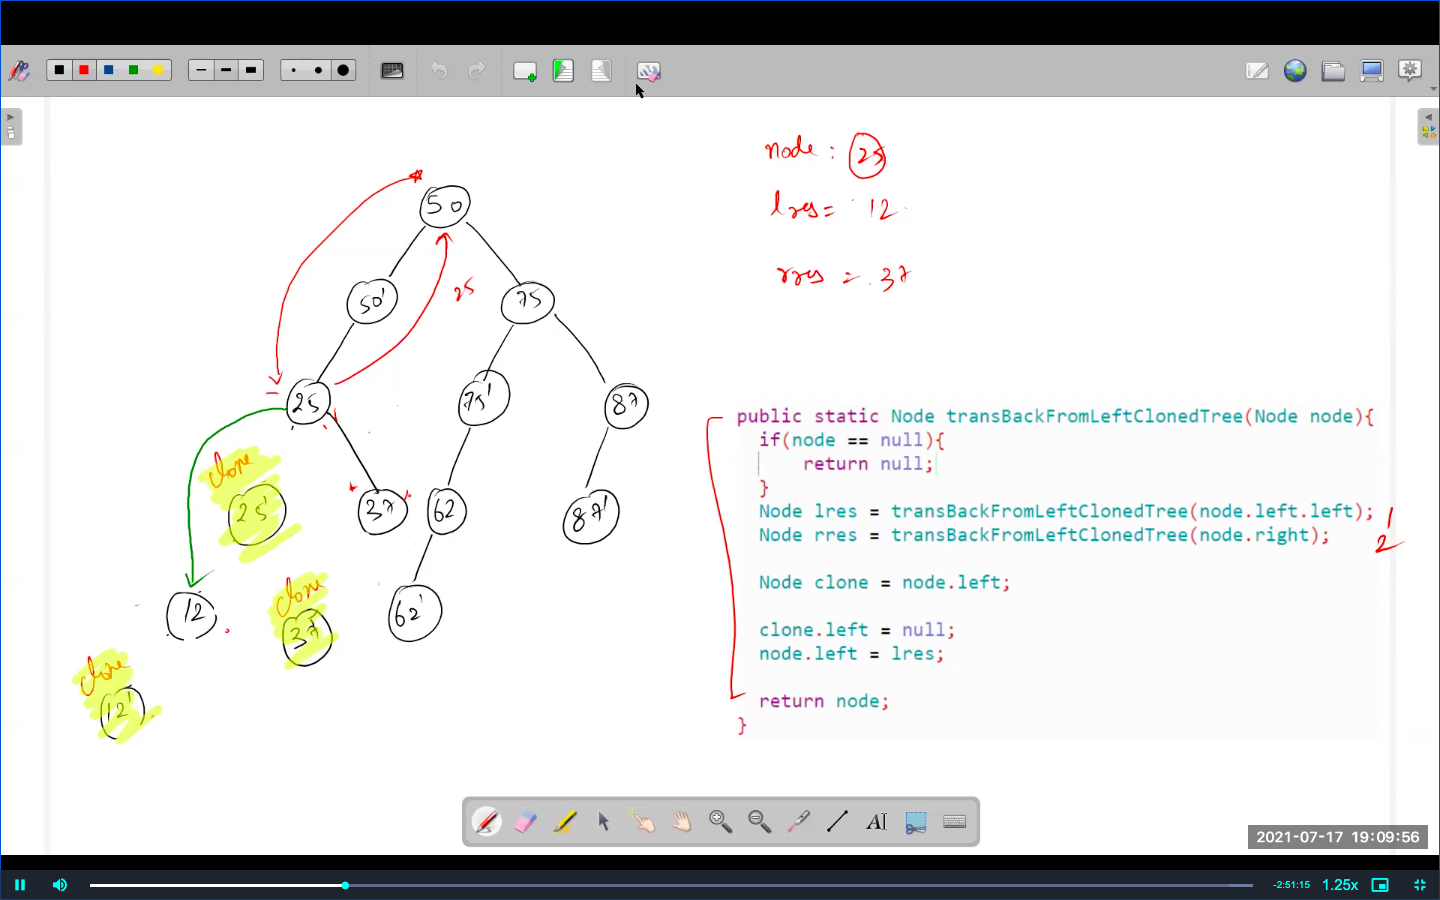 node : 25
lres = 12
rres = 37
50
25
50'
75
25
75'
87
clone
25'
37
62
87'
12
clone
37'
62'
clone
12'
public static Node transBackFromLeftClonedTree(Node node){
if(node == null){
return null;
}
Node lres = transBackFromLeftClonedTree(node.left.left); 1
Node rres = transBackFromLeftClonedTree(node.right); 2
Node clone = node.left;
clone.left = null;
node.left = lres;
return node;
}
AI
2021-07-17 19:09:56
-2:51:15 1.25x